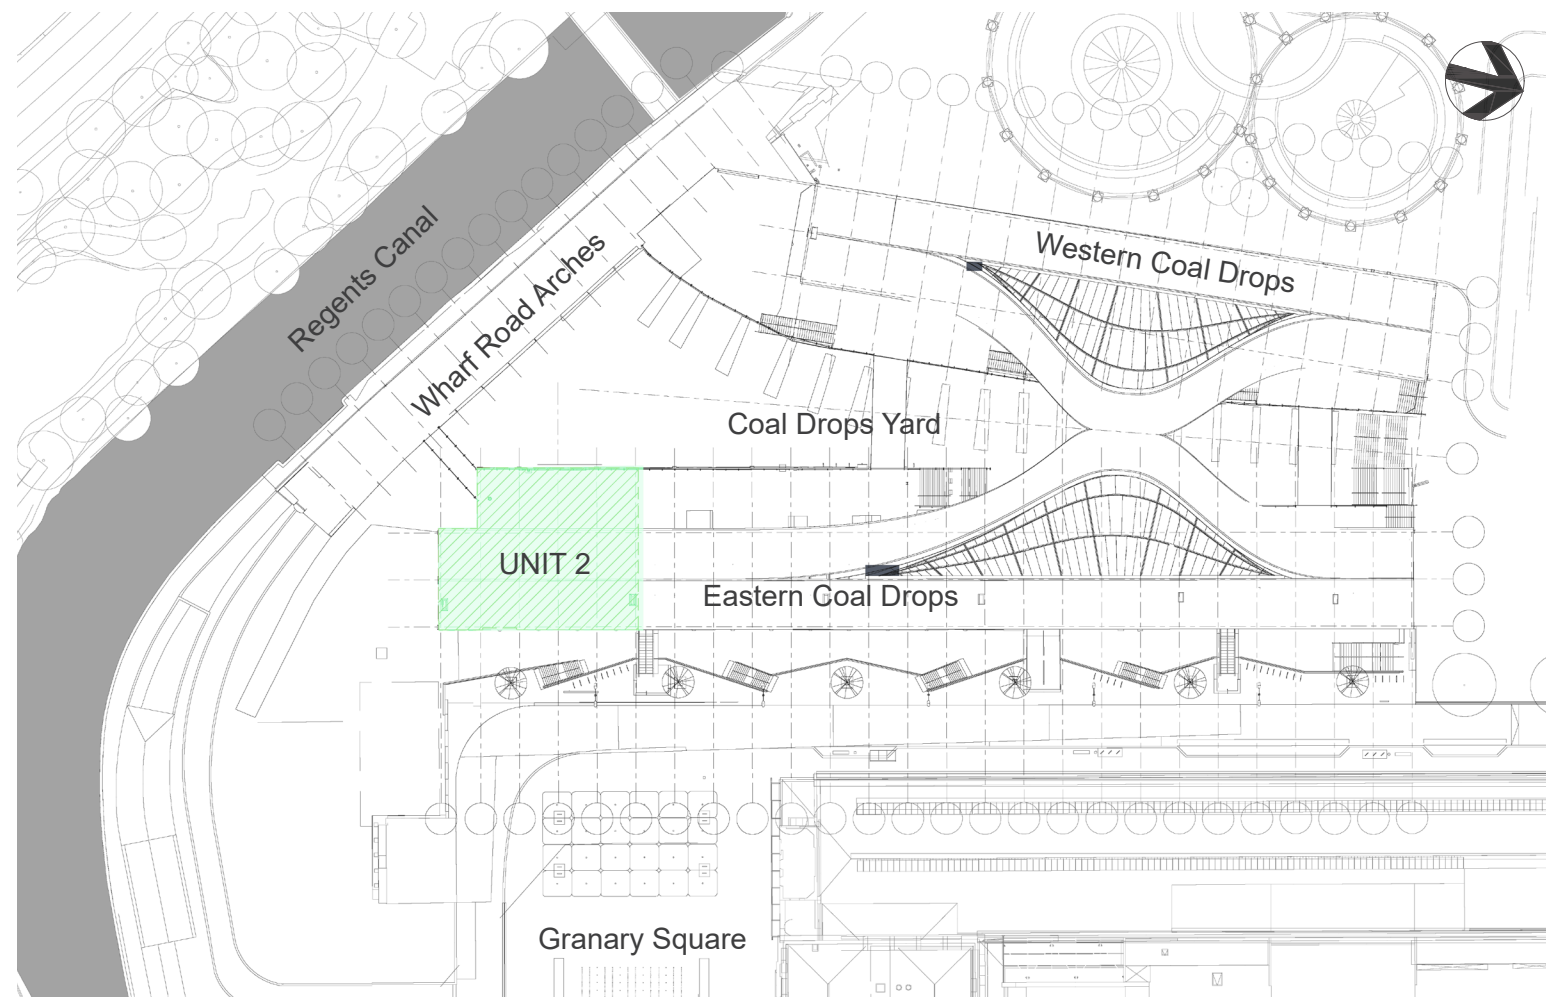 Western Coal Drops
Regents Canal
Wharf Road Arches
Coal Drops Yard
UNIT 2
Eastern Coal Drops
Granary Square